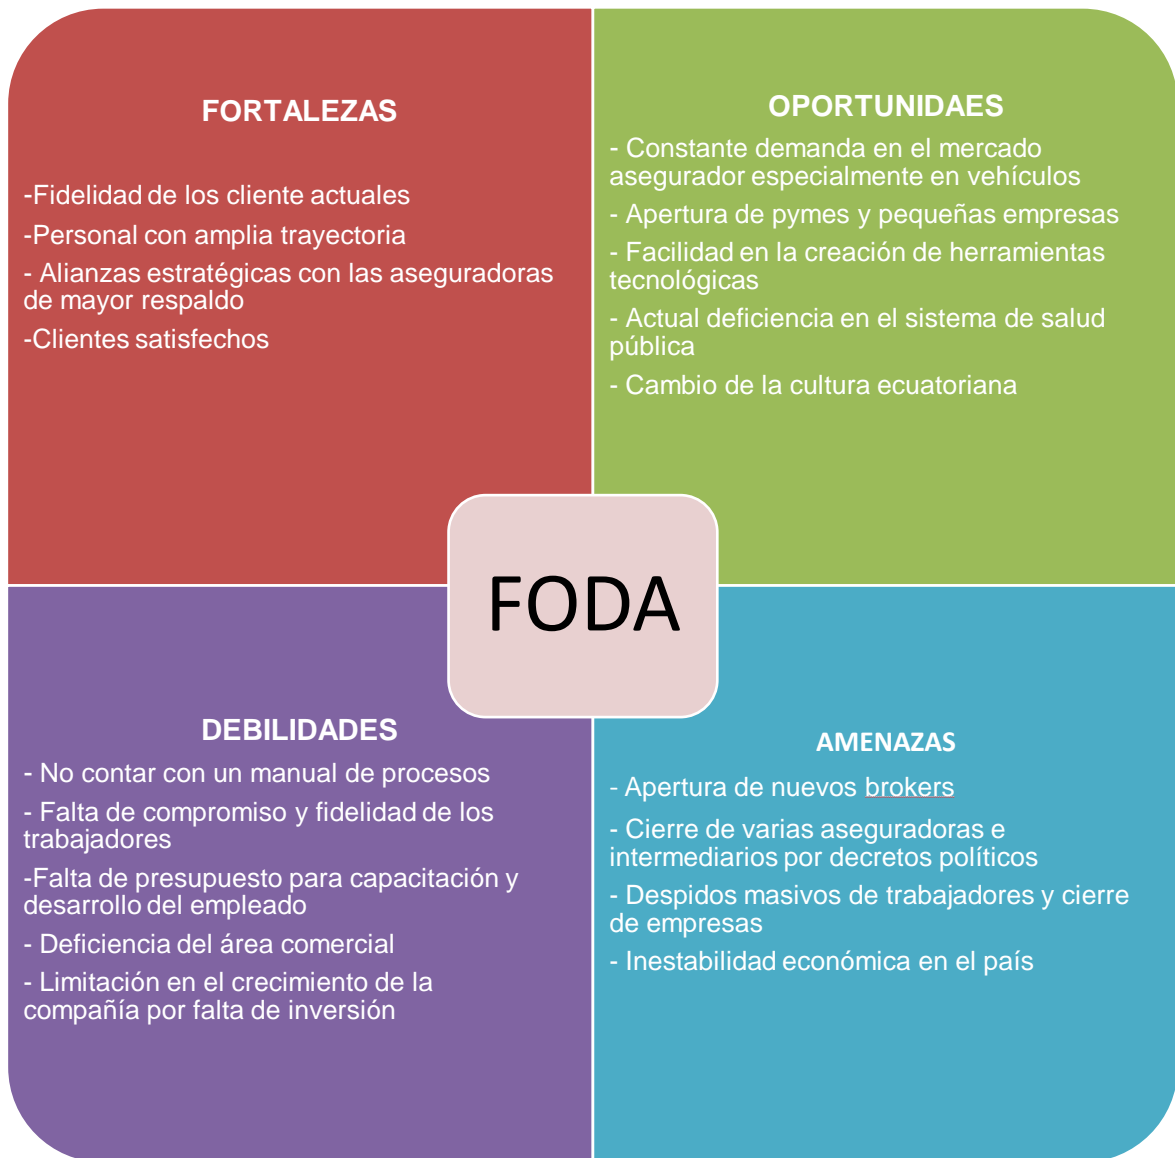 FORTALEZAS
-Fidelidad de los cliente actuales
-Personal con amplia trayectoria
- Alianzas estratégicas con las aseguradoras
de mayor respaldo
-Clientes satisfechos
OPORTUNIDAES
- Constante demanda en el mercado
asegurador especialmente en vehículos
- Apertura de pymes y pequeñas empresas
- Facilidad en la creación de herramientas
tecnológicas
- Actual deficiencia en el sistema de salud
pública
- Cambio de la cultura ecuatoriana
FODA
DEBILIDADES
- No contar con un manual de procesos
- Falta de compromiso y fidelidad de los
trabajadores
-Falta de presupuesto para capacitación y
desarrollo del empleado
- Deficiencia del área comercial
- Limitación en el crecimiento de la
compañía por falta de inversión
AMENAZAS
- Apertura de nuevos brokers
- Cierre de varias aseguradoras e
intermediarios por decretos políticos
- Despidos masivos de trabajadores y cierre
de empresas
- Inestabilidad económica en el país